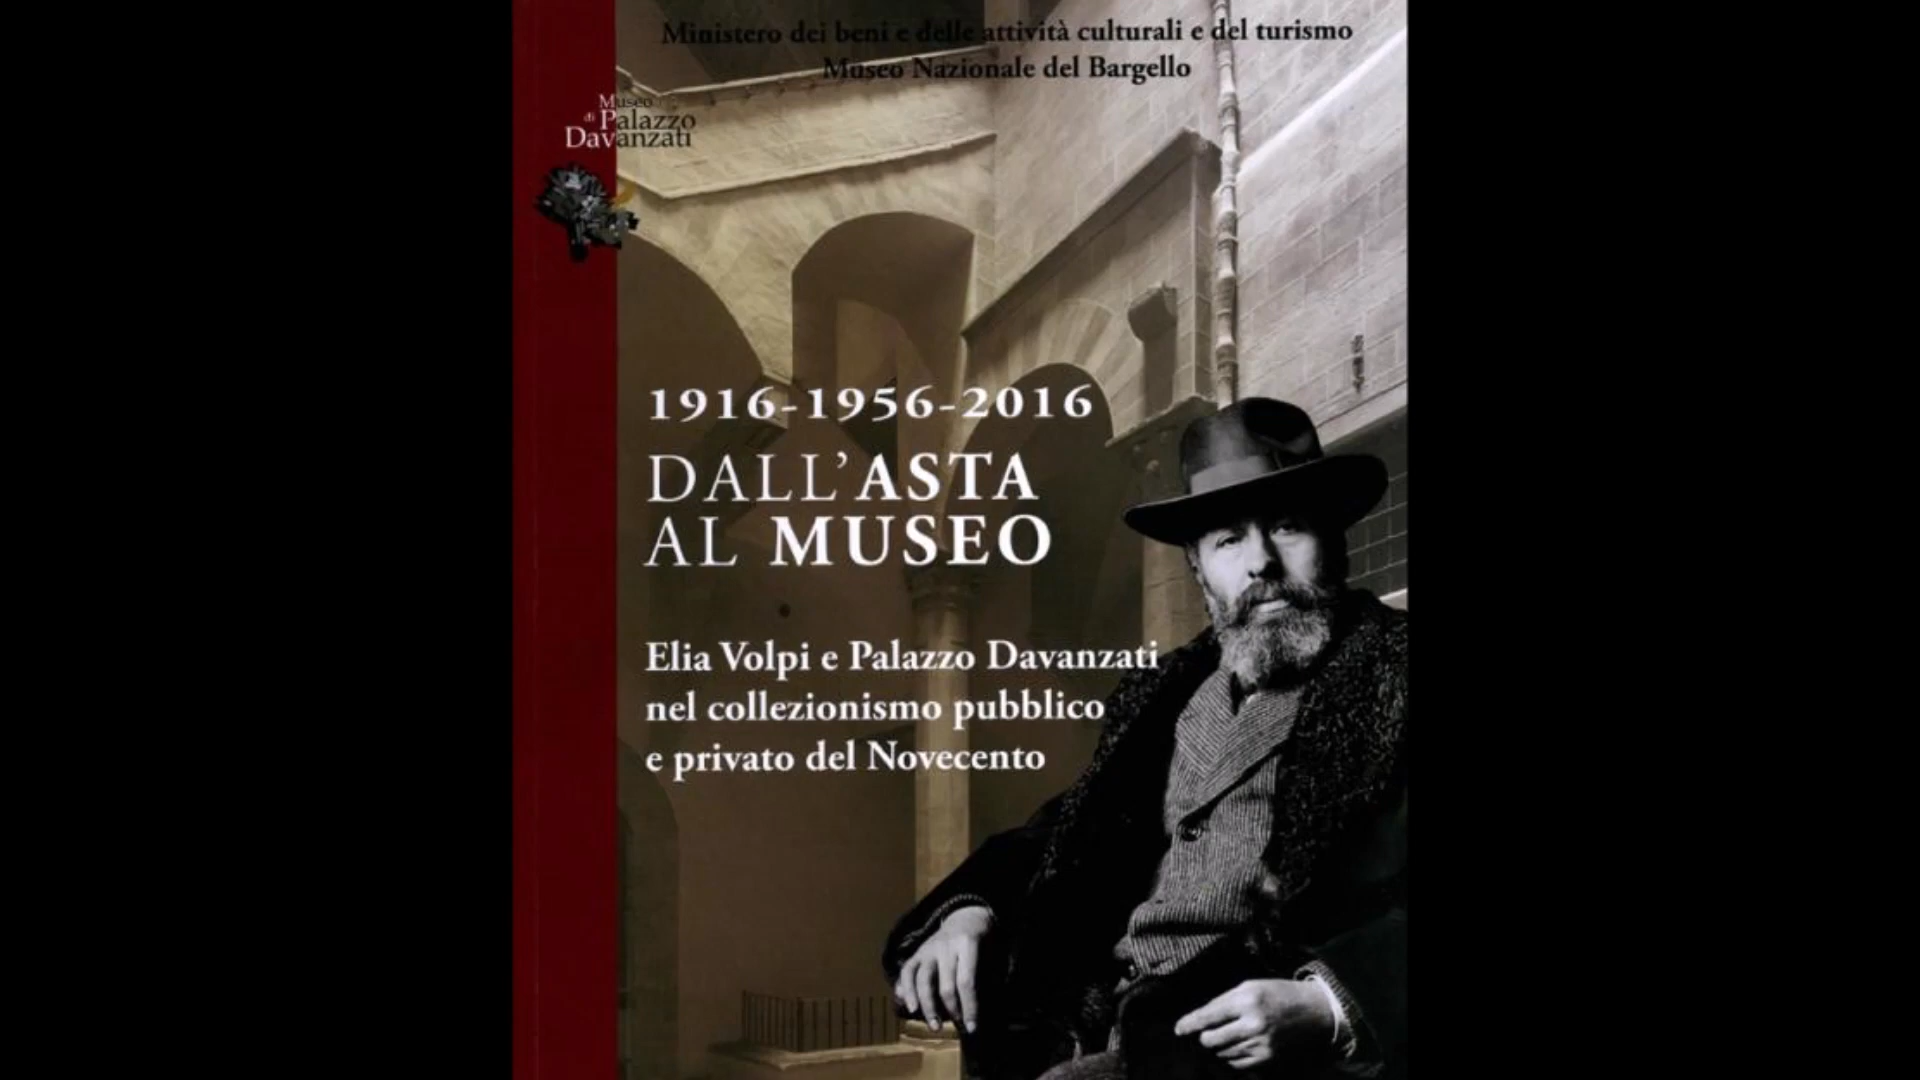 Ministero dei beni e delle attività culturali e del turismo
Museo Nazionale del Bargello
Museo
di Palazzo
Davanzati
1916-1956-2016
DALL'ASTA
AL MUSEO
Elia Volpi e Palazzo Davanzati
nel collezionismo pubblico
e privato del Novecento